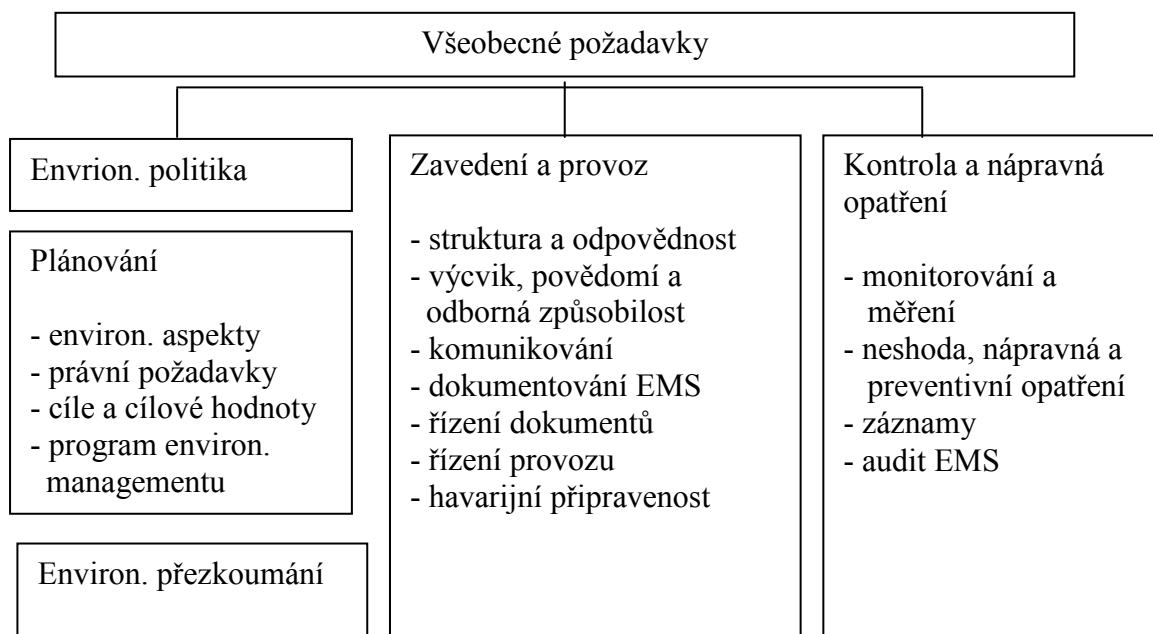 Všeobecné požadavky
Envrion. politika
Plánování
- environ. aspekty
- právní požadavky
- cíle a cílové hodnoty
- program environ.
managementu
Environ. přezkoumání
Zavedení a provoz
- struktura a odpovědnost
- výcvik, povědomí a
odborná způsobilost
- komunikování
- dokumentování EMS
- řízení dokumentů
- řízení provozu
- havarijní připravenost
Kontrola a nápravná
opatření
- monitorování a
měření
- neshoda, nápravná a
preventivní opatření
- záznamy
- audit EMS